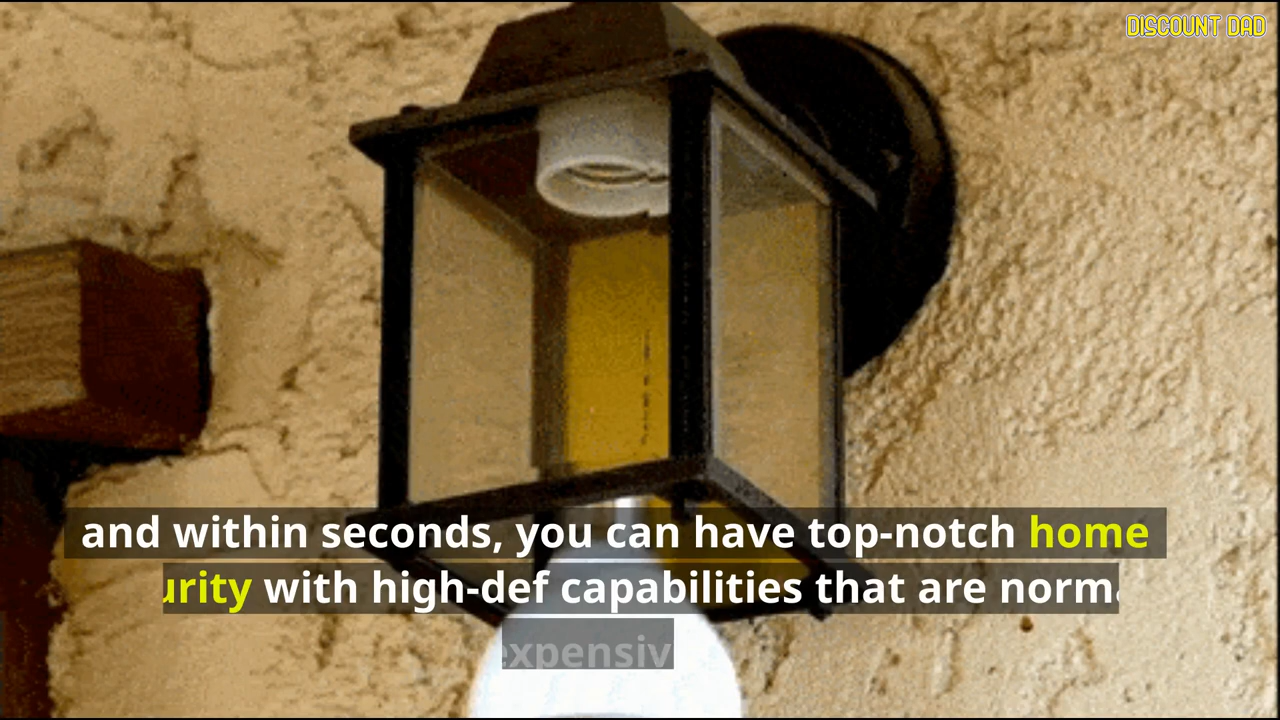 DISCOUNT DAD
and within seconds, you can have top-notch home
urity with high-def capabilities that are norm
expensiv